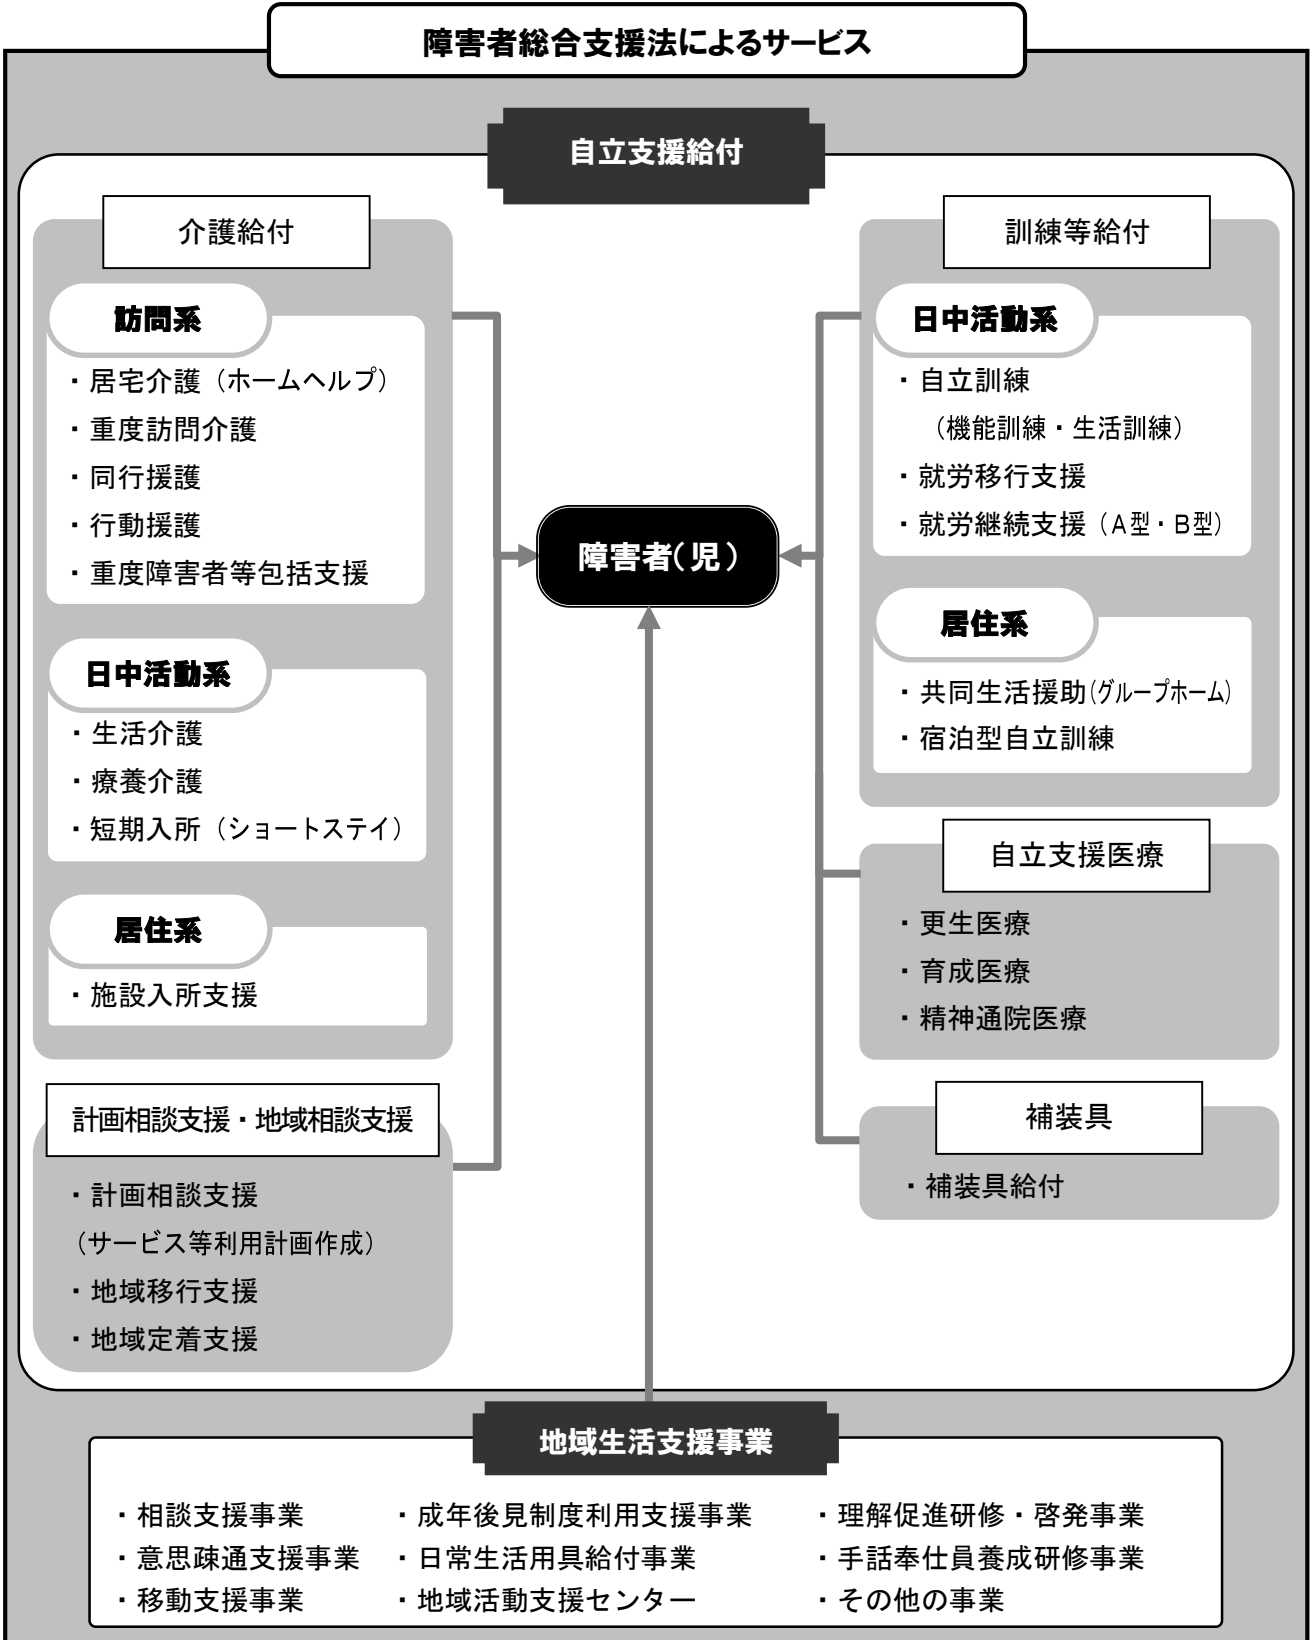 障害者総合支援法によるサービス
自立支援給付
介護給付
訪問系
・居宅介護（ホームヘルプ）
・重度訪問介護
・同行援護
・行動援護
・重度障害者等包括支援
日中活動系
・生活介護
・療養介護
・短期入所（ショートステイ）
居住系
・施設入所支援
計画相談支援・地域相談支援
・計画相談支援
（サービス等利用計画作成）
・地域移行支援
・地域定着支援
障害者（児）
訓練等給付
日中活動系
・自立訓練
（機能訓練・生活訓練）
・就労移行支援
・就労継続支援（Ａ型・Ｂ型）
居住系
・共同生活援助(グループホーム)
・宿泊型自立訓練
自立支援医療
・更生医療
・育成医療
・精神通院医療
補装具
・補装具給付
地域生活支援事業
・相談支援事業
・意思疎通支援事業
・移動支援事業
・成年後見制度利用支援事業
・日常生活用具給付事業
・地域活動支援センター
・理解促進研修・啓発事業
・手話奉仕員養成研修事業
・その他の事業